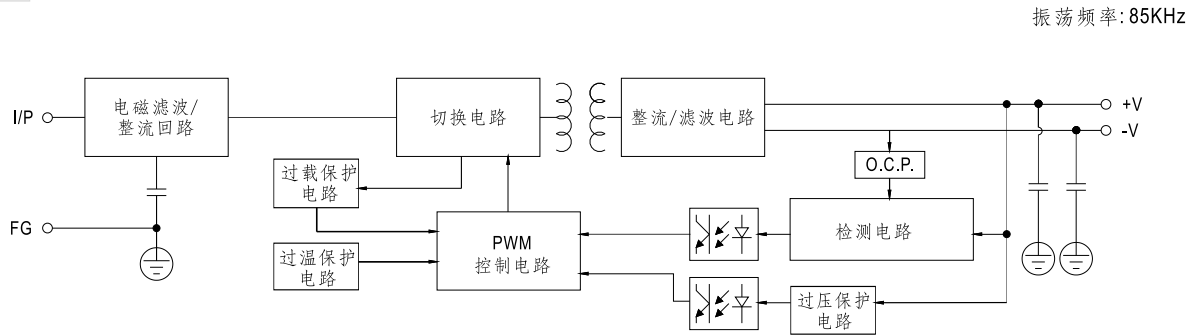 振荡频率: 85KHz
I/P
电磁滤波/
整流回路
切换电路
整流/滤波电路
+V
-V
O.C.P.
过载保护
电路
FG
PWM
控制电路
检测电路
过温保护
电路
过压保护
电路